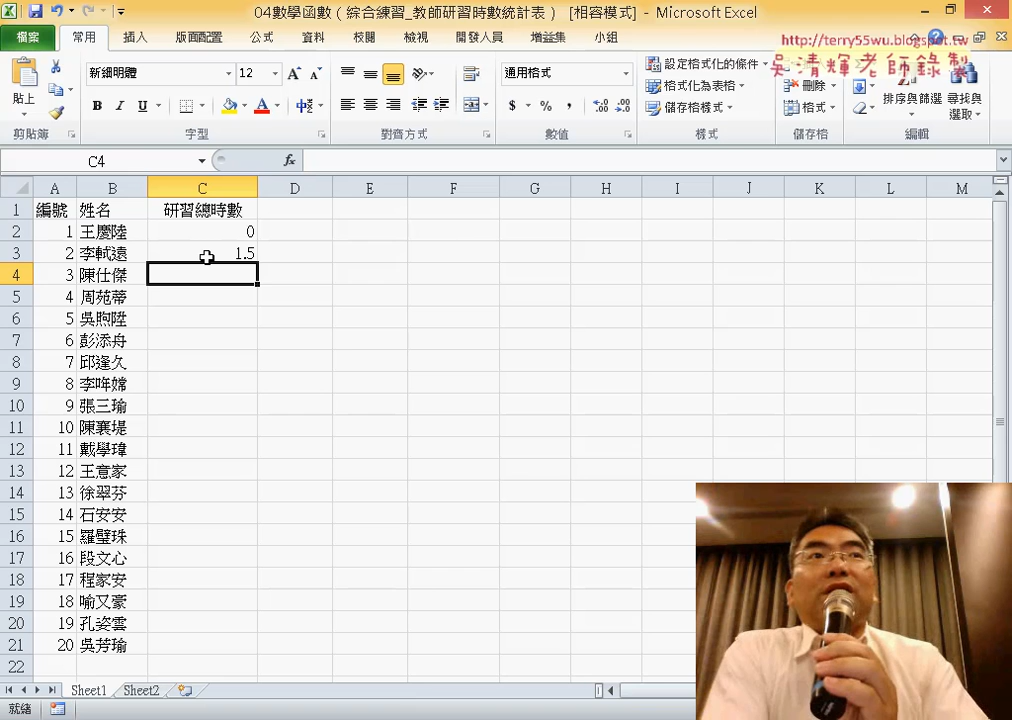 04數學函數（綜合練習_教師研習時數統計表） [相容模式] - Microsoft Excel
檔案 常用 插入 版面配置 公式 資料 校閱 檢視 開發人員 增益集 小組
http://terry55wu.blogspot.tw
吳清輝老師錄製
貼上 新細明體 12 通用格式 設定格式化的條件 格式化為表格 儲存格樣式 刪除 格式 排序與篩選 尋找與選取
剪貼簿 字型 對齊方式 數值 樣式 儲存格 編輯
C4 fx
A B C D E F G H I J K L M
1 編號 姓名 研習總時數
2 1 王慶陸 0
3 2 李軾遠 1.5
4 3 陳仕傑
5 4 周苑蒂
6 5 吳煦陞
7 6 彭添舟
8 7 邱逢久
9 8 李哖嫦
10 9 張三瑜
11 10 陳襄堤
12 11 戴學瑋
13 12 王意家
14 13 徐翠芬
15 14 石安安
16 15 羅璧珠
17 16 段文心
18 17 程家安
19 18 喻又豪
20 19 孔姿雲
21 20 吳芳瑜
22
Sheet1 Sheet2
就緒